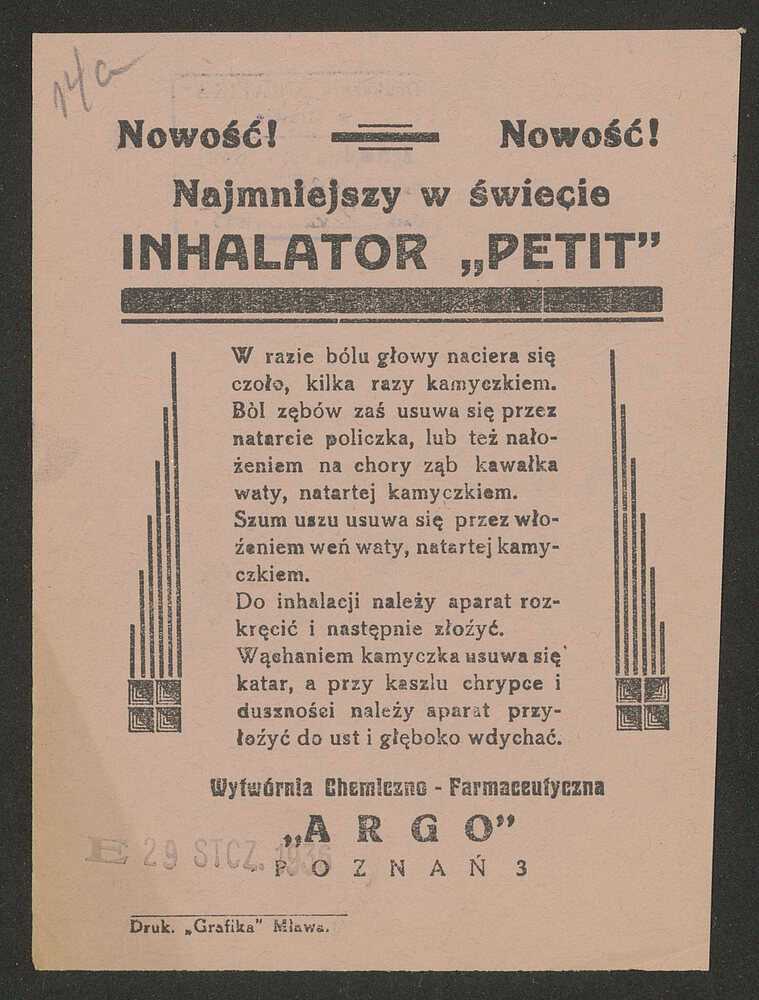 14a
Nowość! Nowość!
Najmniejszy w świecie
INHALATOR „PETIT”
W razie bólu głowy naciera się
czoło, kilka razy kamyczkiem.
Ból zębów zaś usuwa się przez
natarcie policzka, lub też nało-
żeniem na chory ząb kawałka
waty, natartej kamyczkiem.
Szum uszu usuwa się przez wło-
żeniem weń waty, natartej kamy-
czkiem.
Do inhalacji należy aparat roz-
kręcić i następnie złożyć.
Wąchaniem kamyczka usuwa się
katar, a przy kaszlu chrypce i
duszności należy aparat przy-
łożyć do ust i głęboko wdychać.
Wytwórnia Chemiczno - Farmaceutyczna
„ARGO”
POZNAŃ 3
E 29 STCZ. 1936
Druk. „Grafika” Mława.